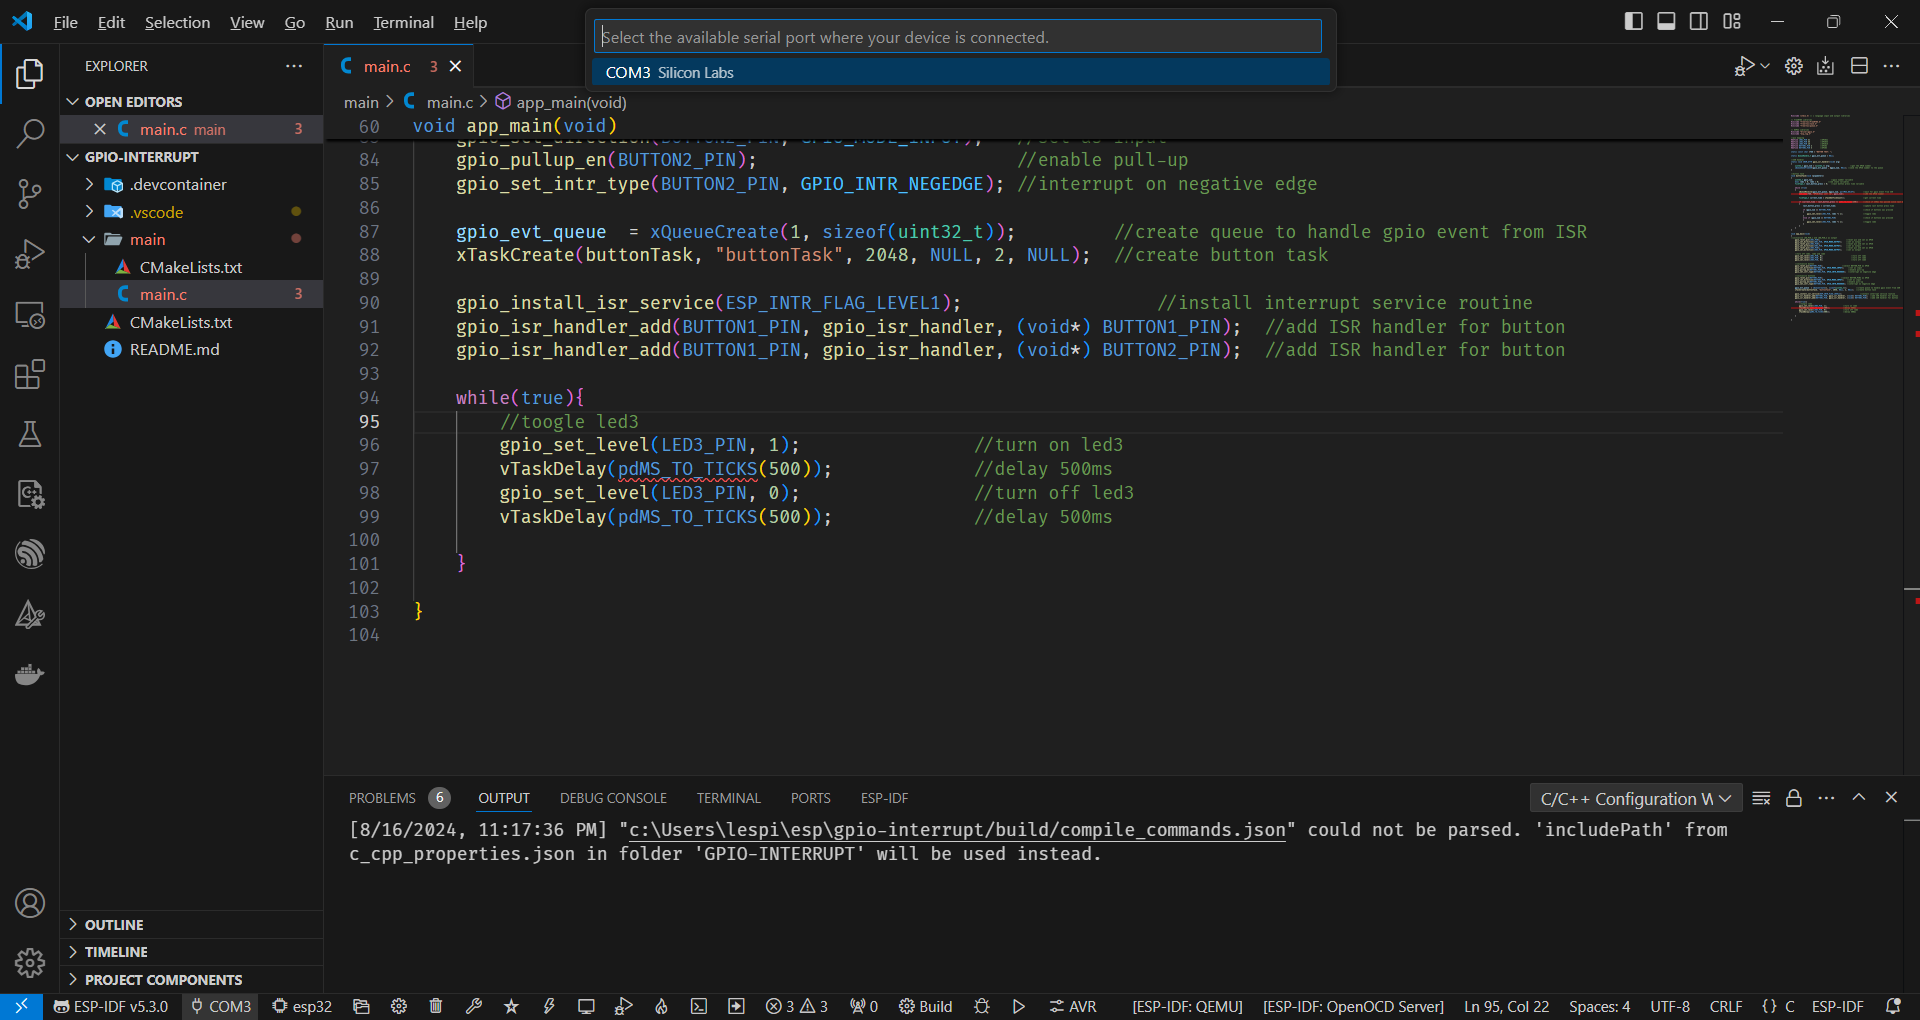 File Edit Selection View Go Run Terminal Help
Select the available serial port where your device is connected.
COM3 Silicon Labs
EXPLORER
OPEN EDITORS
main.c main 3
GPIO-INTERRUPT
.devcontainer
.vscode
main
CMakeLists.txt
main.c 3
CMakeLists.txt
README.md
OUTLINE
TIMELINE
PROJECT COMPONENTS
main.c 3
main > main.c > app_main(void)
60 void app_main(void)
84 gpio_pullup_en(BUTTON2_PIN); //enable pull-up
85 gpio_set_intr_type(BUTTON2_PIN, GPIO_INTR_NEGEDGE); //interrupt on negative edge
86
87 gpio_evt_queue = xQueueCreate(1, sizeof(uint32_t)); //create queue to handle gpio event from ISR
88 xTaskCreate(buttonTask, "buttonTask", 2048, NULL, 2, NULL); //create button task
89
90 gpio_install_isr_service(ESP_INTR_FLAG_LEVEL1); //install interrupt service routine
91 gpio_isr_handler_add(BUTTON1_PIN, gpio_isr_handler, (void*) BUTTON1_PIN); //add ISR handler for button
92 gpio_isr_handler_add(BUTTON1_PIN, gpio_isr_handler, (void*) BUTTON2_PIN); //add ISR handler for button
93
94 while(true){
95 //toogle led3
96 gpio_set_level(LED3_PIN, 1); //turn on led3
97 vTaskDelay(pdMS_TO_TICKS(500)); //delay 500ms
98 gpio_set_level(LED3_PIN, 0); //turn off led3
99 vTaskDelay(pdMS_TO_TICKS(500)); //delay 500ms
100
101 }
102
103 }
104
PROBLEMS 6 OUTPUT DEBUG CONSOLE TERMINAL PORTS ESP-IDF C/C++ Configuration W
[8/16/2024, 11:17:36 PM] "c:\Users\lespi\esp\gpio-interrupt/build/compile_commands.json" could not be parsed. 'includePath' from
c_cpp_properties.json in folder 'GPIO-INTERRUPT' will be used instead.
ESP-IDF v5.3.0 COM3 esp32 3 3 0 Build AVR [ESP-IDF: QEMU] [ESP-IDF: OpenOCD Server] Ln 95, Col 22 Spaces: 4 UTF-8 CRLF {} C ESP-IDF